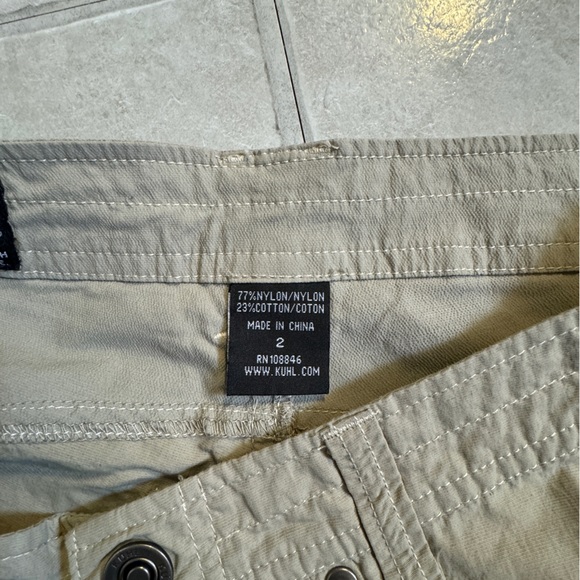 77%NYLON/NYLON
23%COTTON/COTON
MADE IN CHINA
2
RN108846
WWW.KUHL.COM